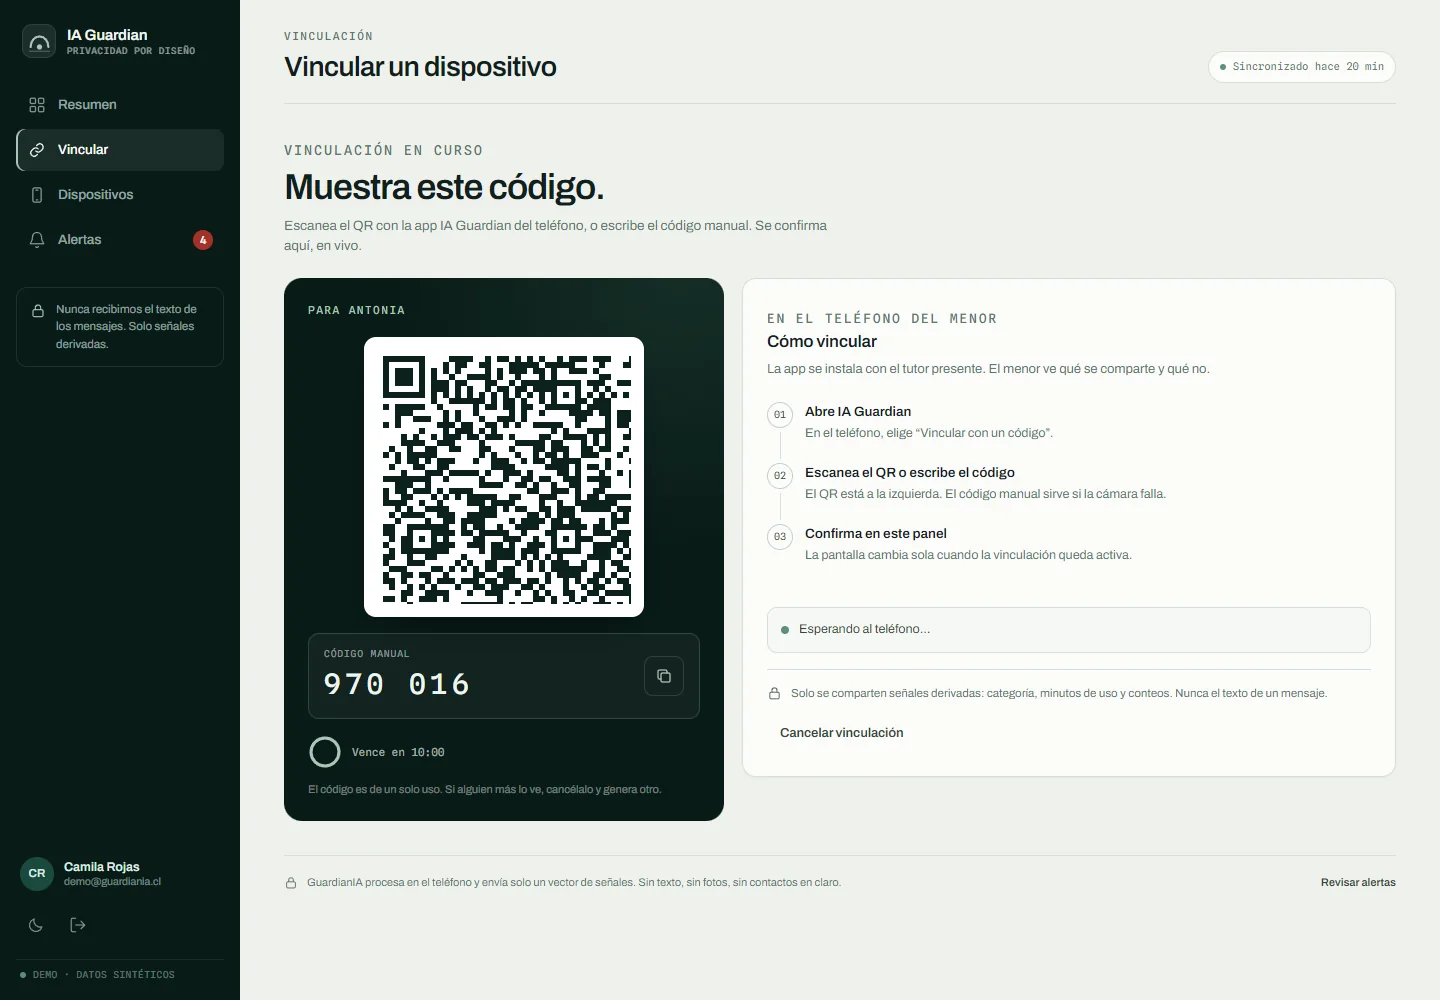 IA Guardian
PRIVACIDAD POR DISEÑO
Resumen
Vincular
Dispositivos
Alertas
4
Nunca recibimos el texto de
los mensajes. Solo señales
derivadas.
CR
Camila Rojas
demo@guardiania.cl
DEMO · DATOS SINTÉTICOS
VINCULACIÓN
Vincular un dispositivo
Sincronizado hace 20 min
VINCULACIÓN EN CURSO
Muestra este código.
Escanea el QR con la app IA Guardian del teléfono, o escribe el código manual. Se confirma
aquí, en vivo.
PARA ANTONIA
CÓDIGO MANUAL
970 016
Vence en 10:00
El código es de un solo uso. Si alguien más lo ve, cancélalo y genera otro.
EN EL TELÉFONO DEL MENOR
Cómo vincular
La app se instala con el tutor presente. El menor ve qué se comparte y qué no.
01
Abre IA Guardian
En el teléfono, elige “Vincular con un código”.
02
Escanea el QR o escribe el código
El QR está a la izquierda. El código manual sirve si la cámara falla.
03
Confirma en este panel
La pantalla cambia sola cuando la vinculación queda activa.
Esperando al teléfono...
Solo se comparten señales derivadas: categoría, minutos de uso y conteos. Nunca el texto de un mensaje.
Cancelar vinculación
GuardianIA procesa en el teléfono y envía solo un vector de señales. Sin texto, sin fotos, sin contactos en claro.
Revisar alertas